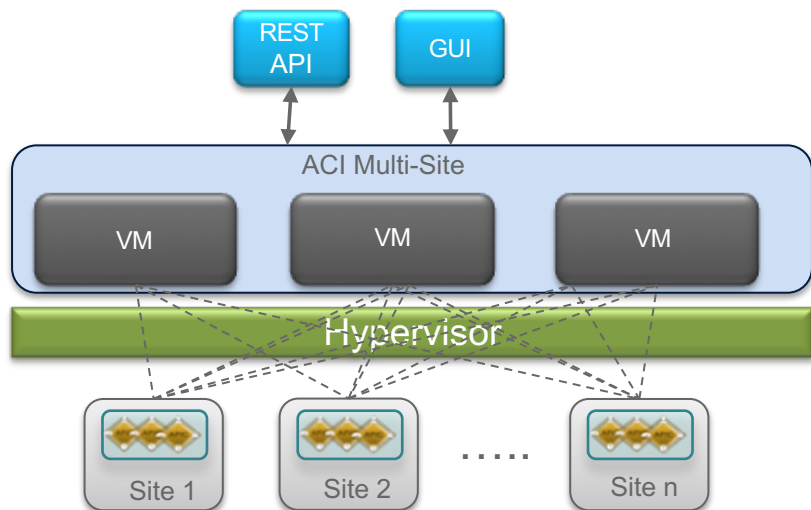 REST
API
GUI
ACI Multi-Site
VM
VM
VM
Hypervisor
.....
Site 1
Site 2
Site n